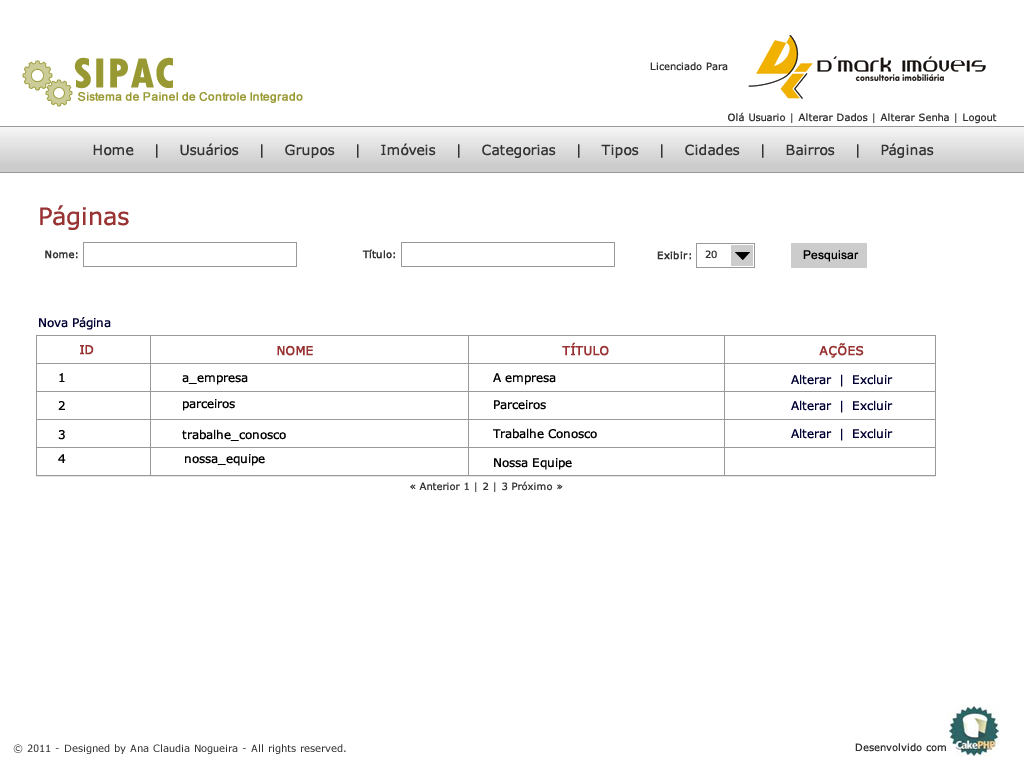 SIPAC
Sistema de Painel de Controle Integrado
Licenciado Para
D'mark imóveis
consultoria imobiliária
Olá Usuario | Alterar Dados | Alterar Senha | Logout
Home | Usuários | Grupos | Imóveis | Categorias | Tipos | Cidades | Bairros | Páginas
Páginas
Nome: Título: Exibir: 20 Pesquisar
Nova Página
ID NOME TÍTULO AÇÕES
1 a_empresa A empresa Alterar | Excluir
2 parceiros Parceiros Alterar | Excluir
3 trabalhe_conosco Trabalhe Conosco Alterar | Excluir
4 nossa_equipe Nossa Equipe
« Anterior 1 | 2 | 3 Próximo »
© 2011 - Designed by Ana Claudia Nogueira - All rights reserved.
Desenvolvido com CakePHP